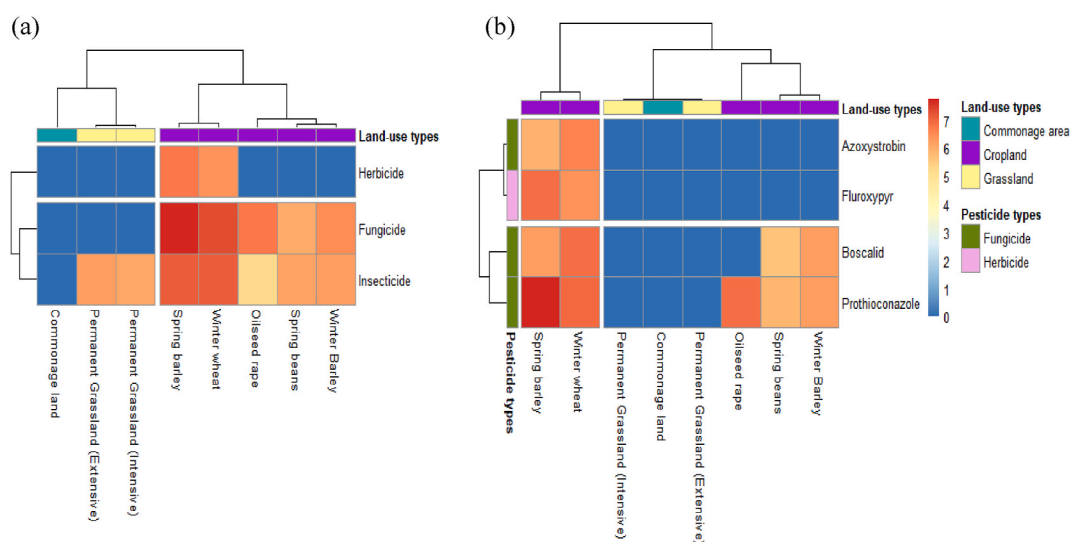 (a)
Land-use types
Herbicide
Fungicide
Insecticide
Commonage land
Permanent Grassland (Extensive)
Permanent Grassland (Intensive)
Spring barley
Winter wheat
Oilseed rape
Spring beans
Winter Barley
(b)
Land-use types
Azoxystrobin
Fluroxypyr
Boscalid
Prothioconazole
Pesticide types
Spring barley
Winter wheat
Permanent Grassland (Intensive)
Commonage land
Permanent Grassland (Extensive)
Oilseed rape
Spring beans
Winter Barley
7
6
5
4
3
2
1
0
Land-use types
Commonage area
Cropland
Grassland
Pesticide types
Fungicide
Herbicide